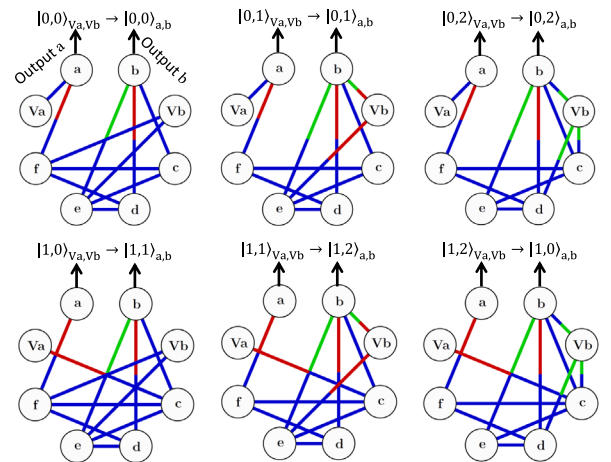 |0,0⟩Va,Vb → |0,0⟩a,b
|0,1⟩Va,Vb → |0,1⟩a,b
|0,2⟩Va,Vb → |0,2⟩a,b
Output a
Output b
a
b
Va
Vb
f
c
e
d
a
b
Va
Vb
f
c
e
d
a
b
Va
Vb
f
c
e
d
|1,0⟩Va,Vb → |1,1⟩a,b
|1,1⟩Va,Vb → |1,2⟩a,b
|1,2⟩Va,Vb → |1,0⟩a,b
a
b
Va
Vb
f
c
e
d
a
b
Va
Vb
f
c
e
d
a
b
Va
Vb
f
c
e
d